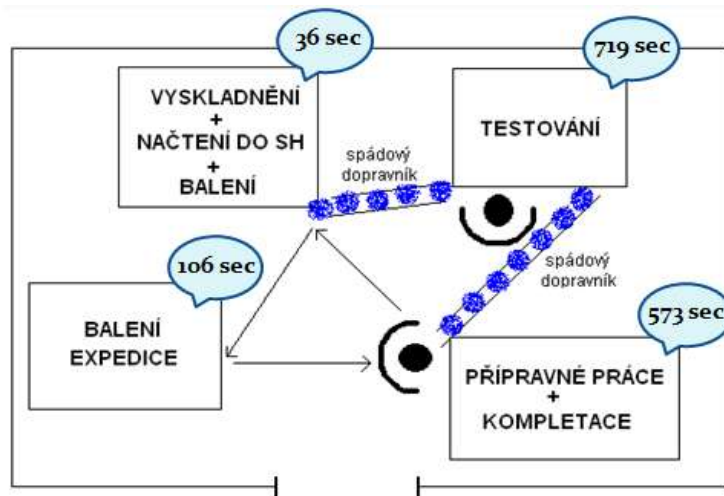 36 sec
719 sec
VYSKLADNĚNÍ
+
NAČTENÍ DO SH
+
BALENÍ
TESTOVÁNÍ
spádový
dopravník
106 sec
spádový
dopravník
573 sec
BALENÍ
EXPEDICE
PŘÍPRAVNÉ PRÁCE
+
KOMPLETACE